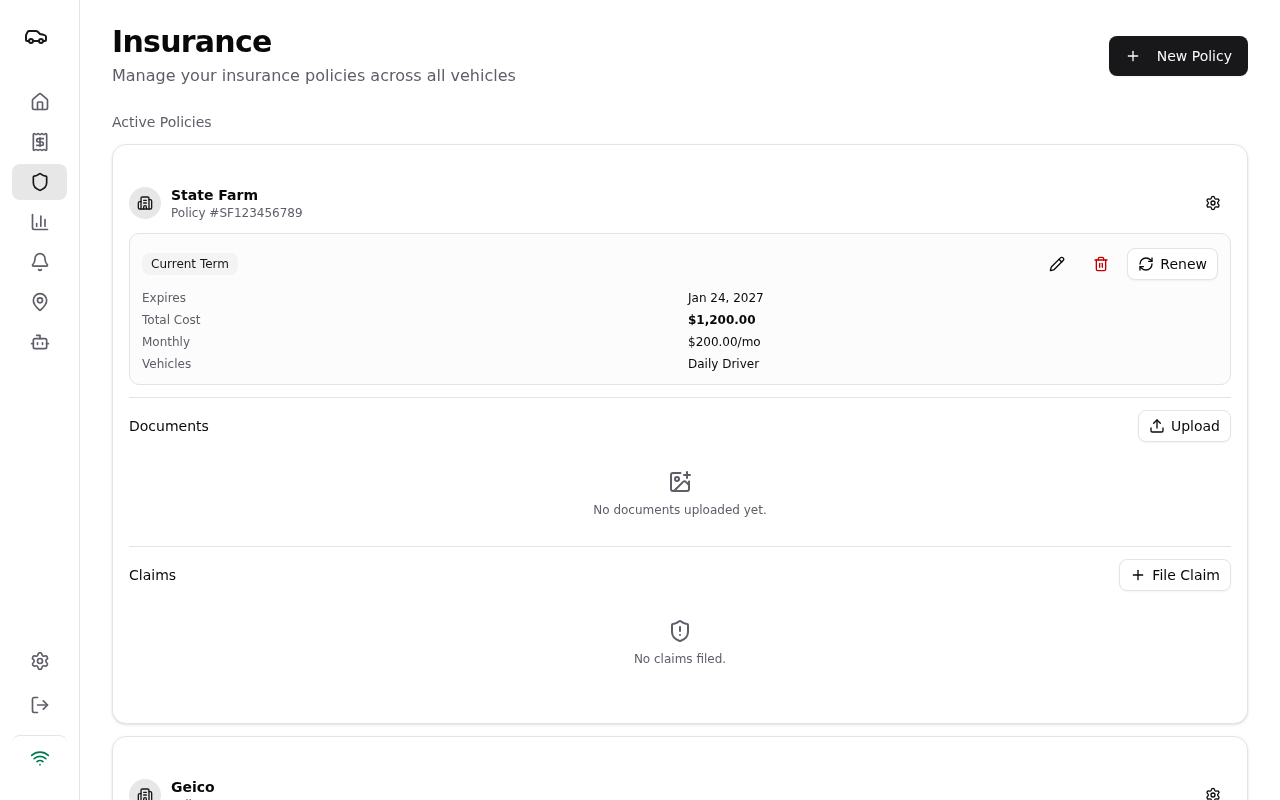 Insurance
Manage your insurance policies across all vehicles
New Policy
Active Policies
State Farm
Policy #SF123456789
Current Term
Renew
Expires Jan 24, 2027
Total Cost $1,200.00
Monthly $200.00/mo
Vehicles Daily Driver
Documents
Upload
No documents uploaded yet.
Claims
File Claim
No claims filed.
Geico